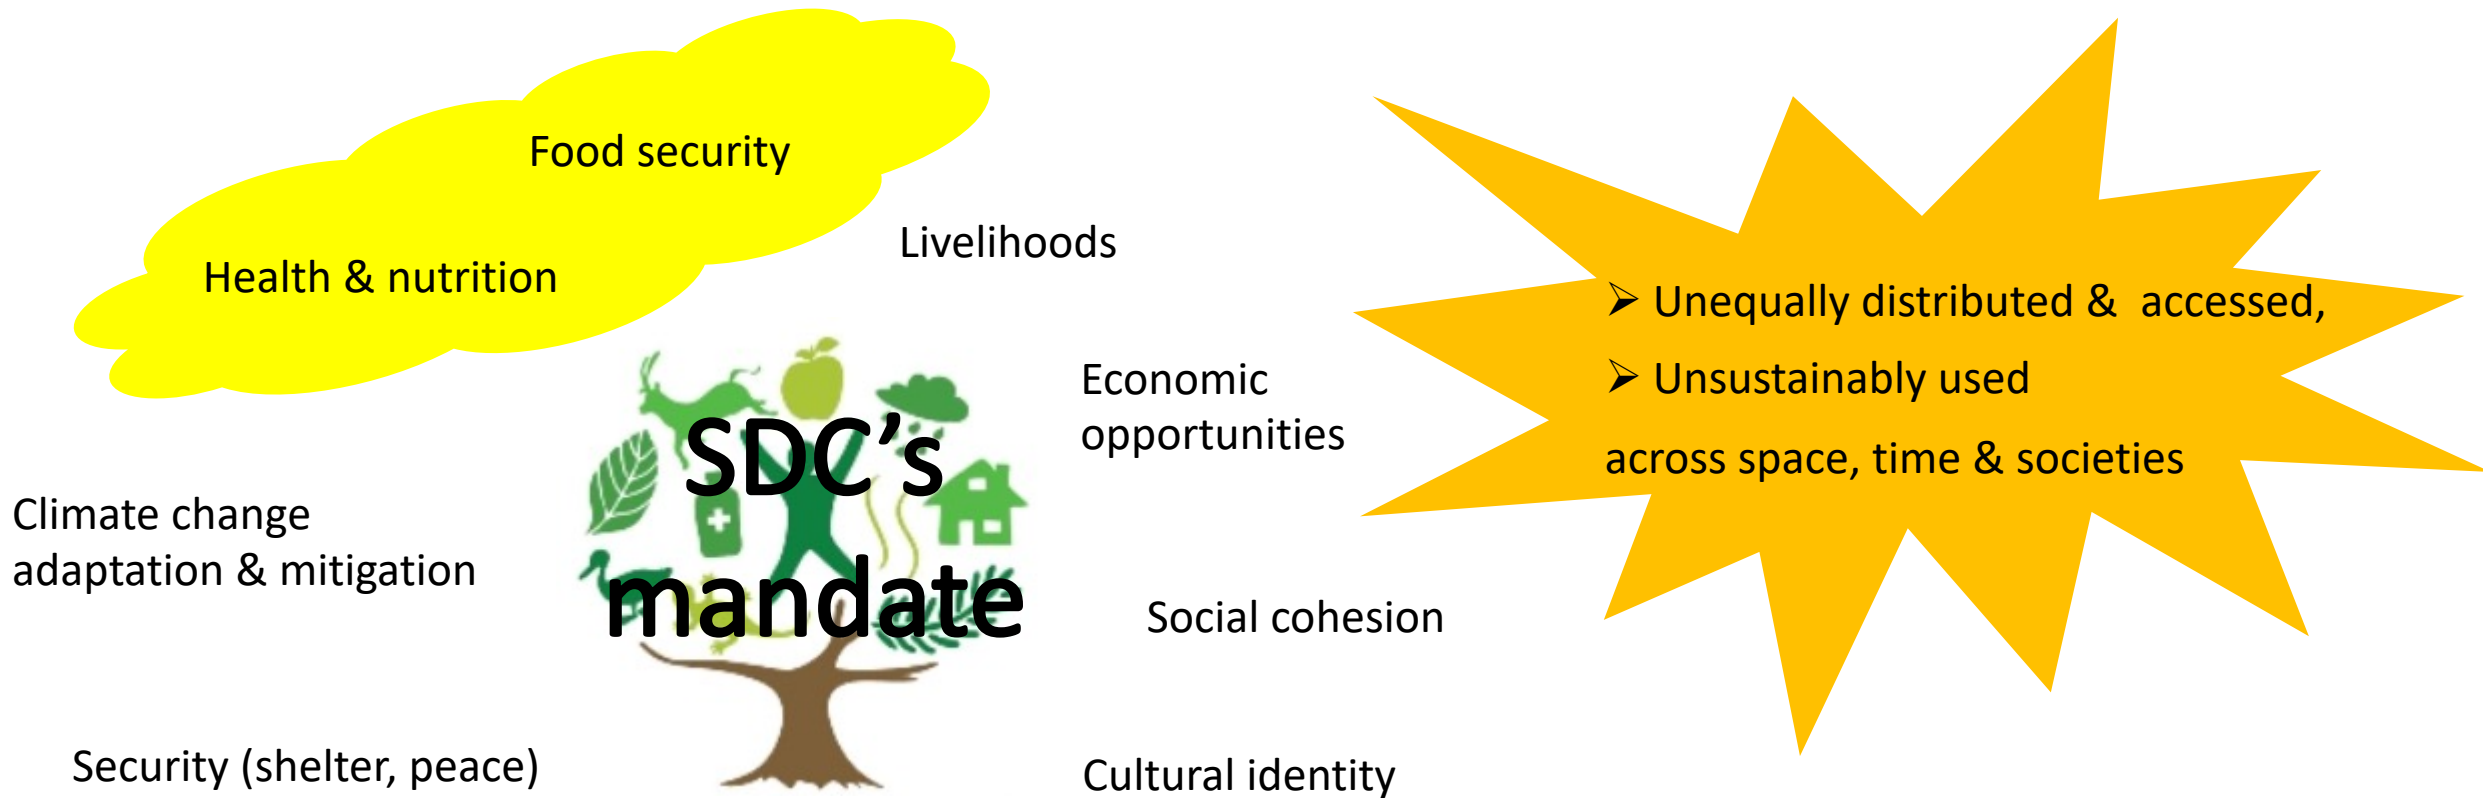 Food security
Health & nutrition
Livelihoods
Economic
opportunities
SDC’s
mandate
Climate change
adaptation & mitigation
Social cohesion
Security (shelter, peace)
Cultural identity
➢ Unequally distributed &  accessed,
➢ Unsustainably used
across space, time & societies